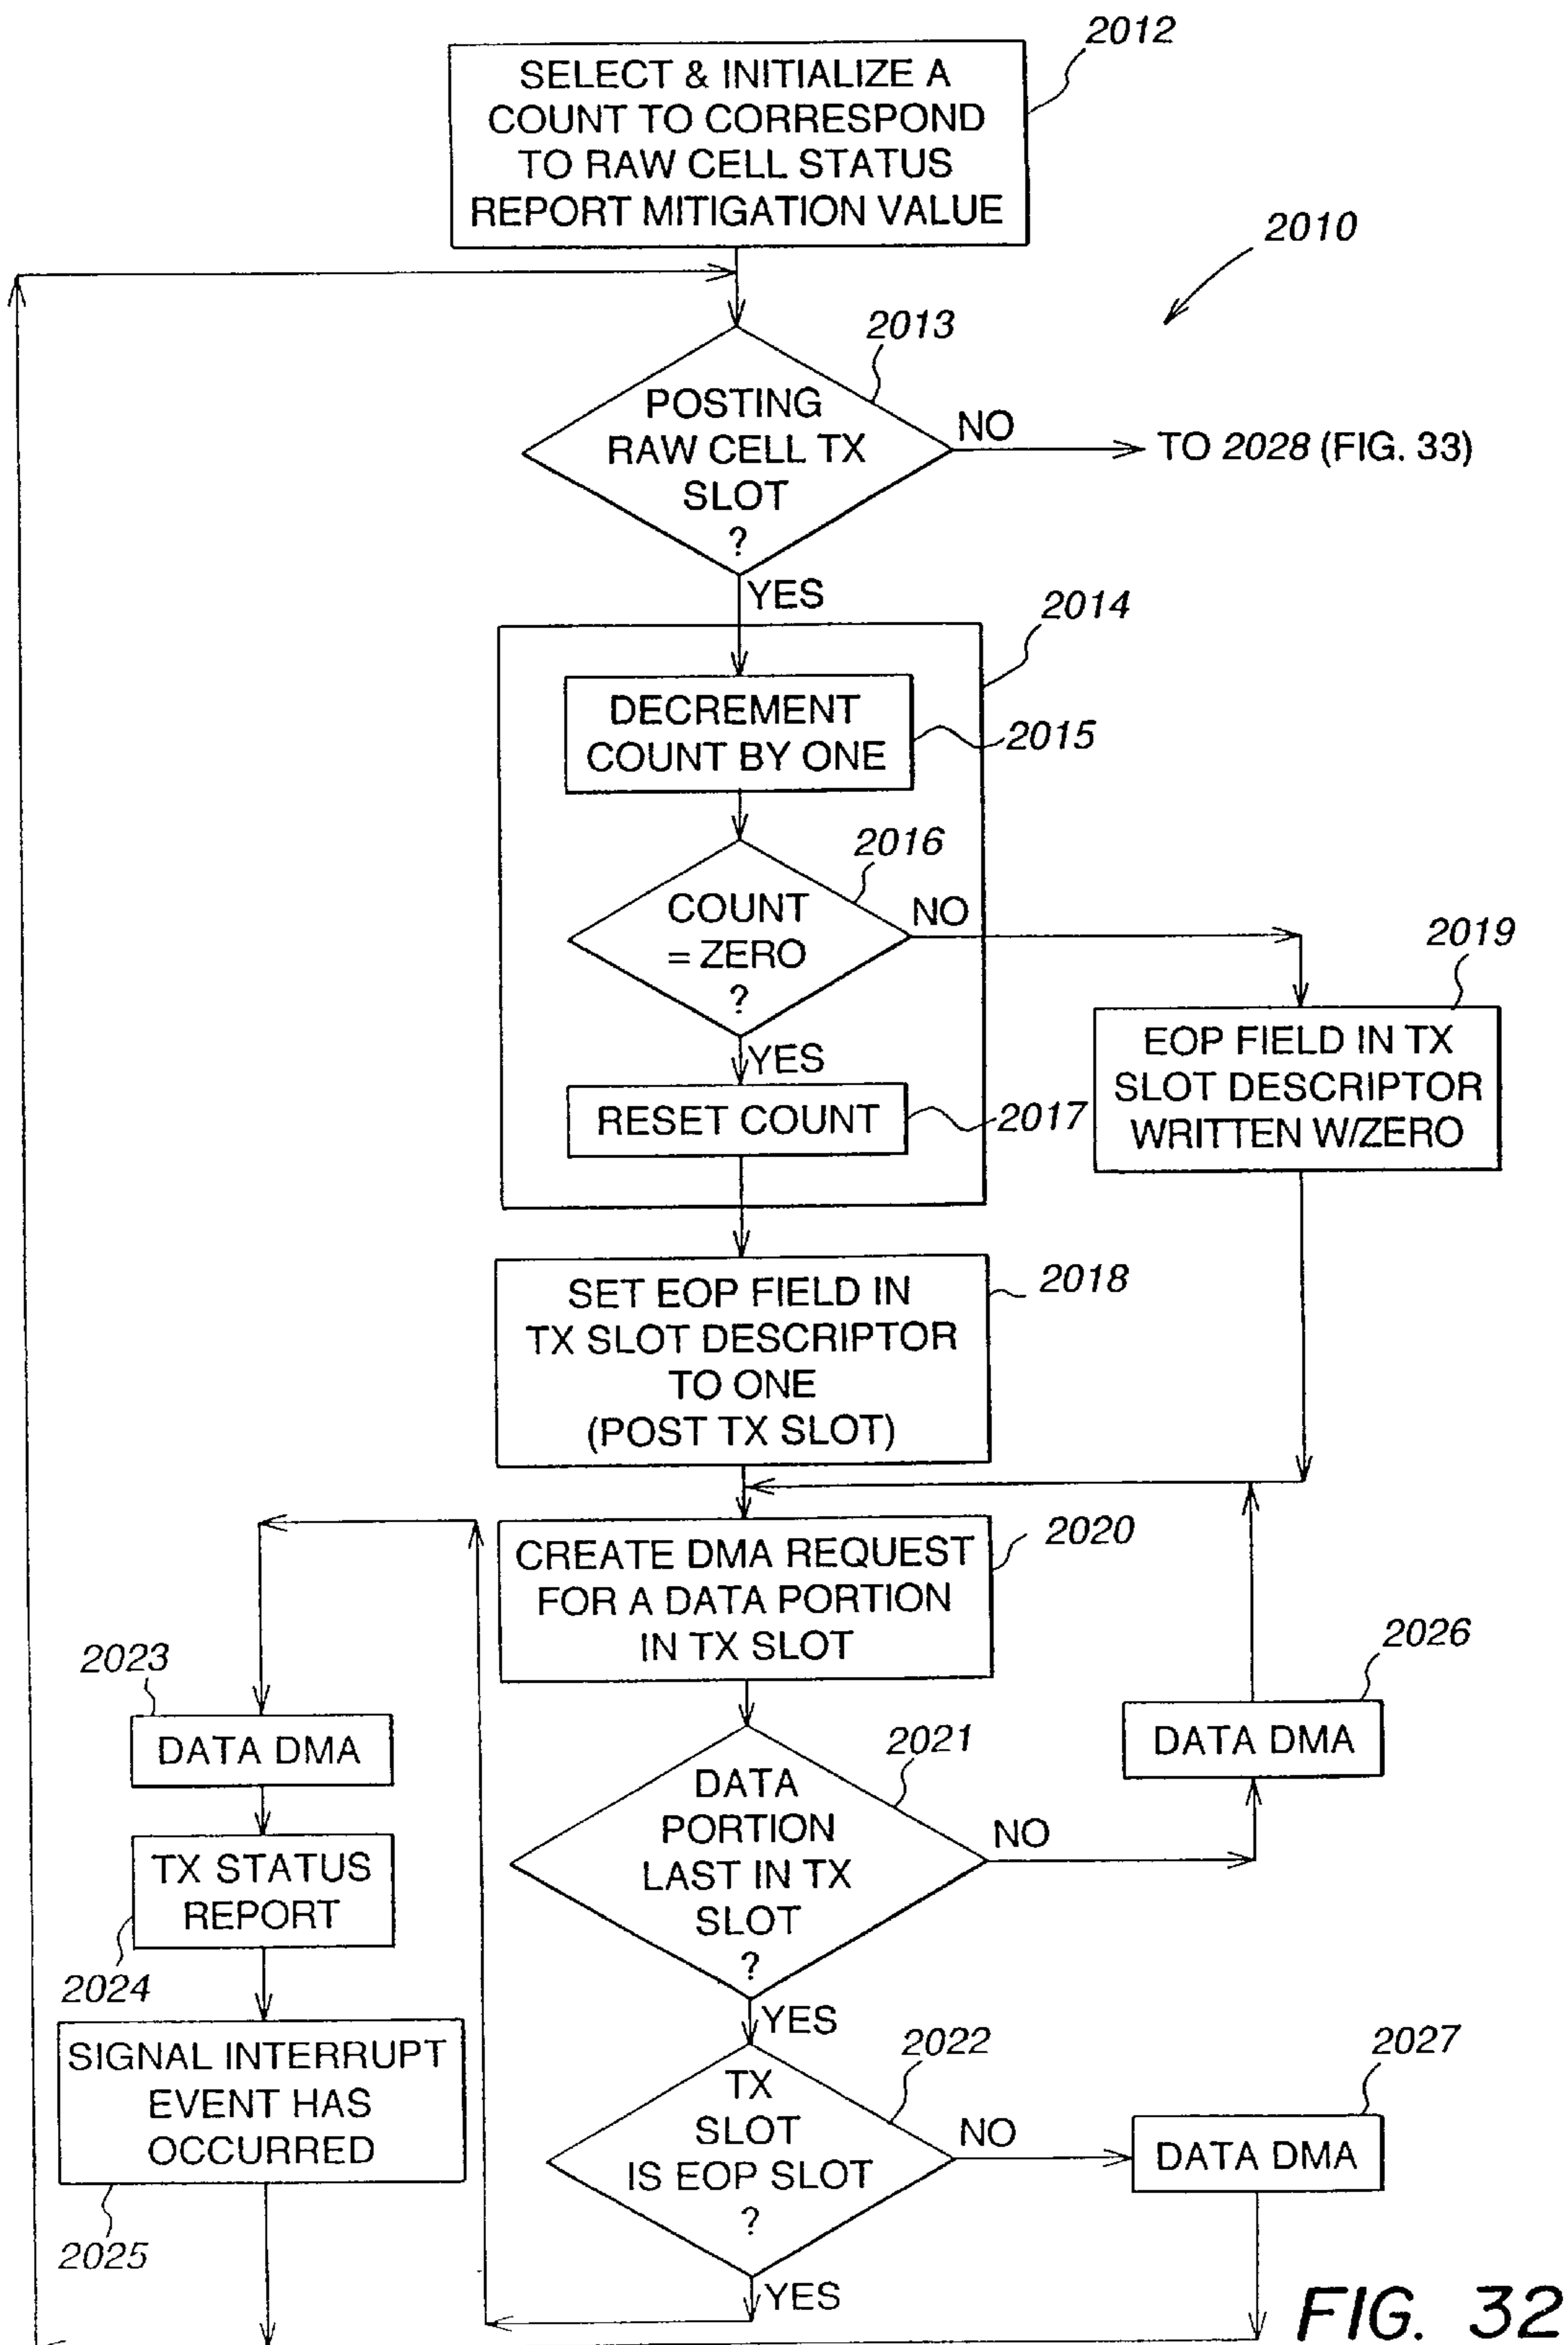 2012
SELECT & INITIALIZE A
COUNT TO CORRESPOND
TO RAW CELL STATUS
REPORT MITIGATION VALUE
2010
2013
POSTING
RAW CELL TX
SLOT
?
NO
TO 2028 (FIG. 33)
YES
2014
DECREMENT
COUNT BY ONE
2015
2016
COUNT
= ZERO
?
NO
YES
2019
EOP FIELD IN TX
SLOT DESCRIPTOR
WRITTEN W/ZERO
RESET COUNT
2017
SET EOP FIELD IN
TX SLOT DESCRIPTOR
TO ONE
(POST TX SLOT)
2018
CREATE DMA REQUEST
FOR A DATA PORTION
IN TX SLOT
2020
2023
DATA DMA
2026
DATA DMA
2021
DATA
PORTION
LAST IN TX
SLOT
?
NO
YES
TX STATUS
REPORT
2024
SIGNAL INTERRUPT
EVENT HAS
OCCURRED
2025
2022
TX
SLOT
IS EOP SLOT
?
NO
YES
2027
DATA DMA
FIG. 32